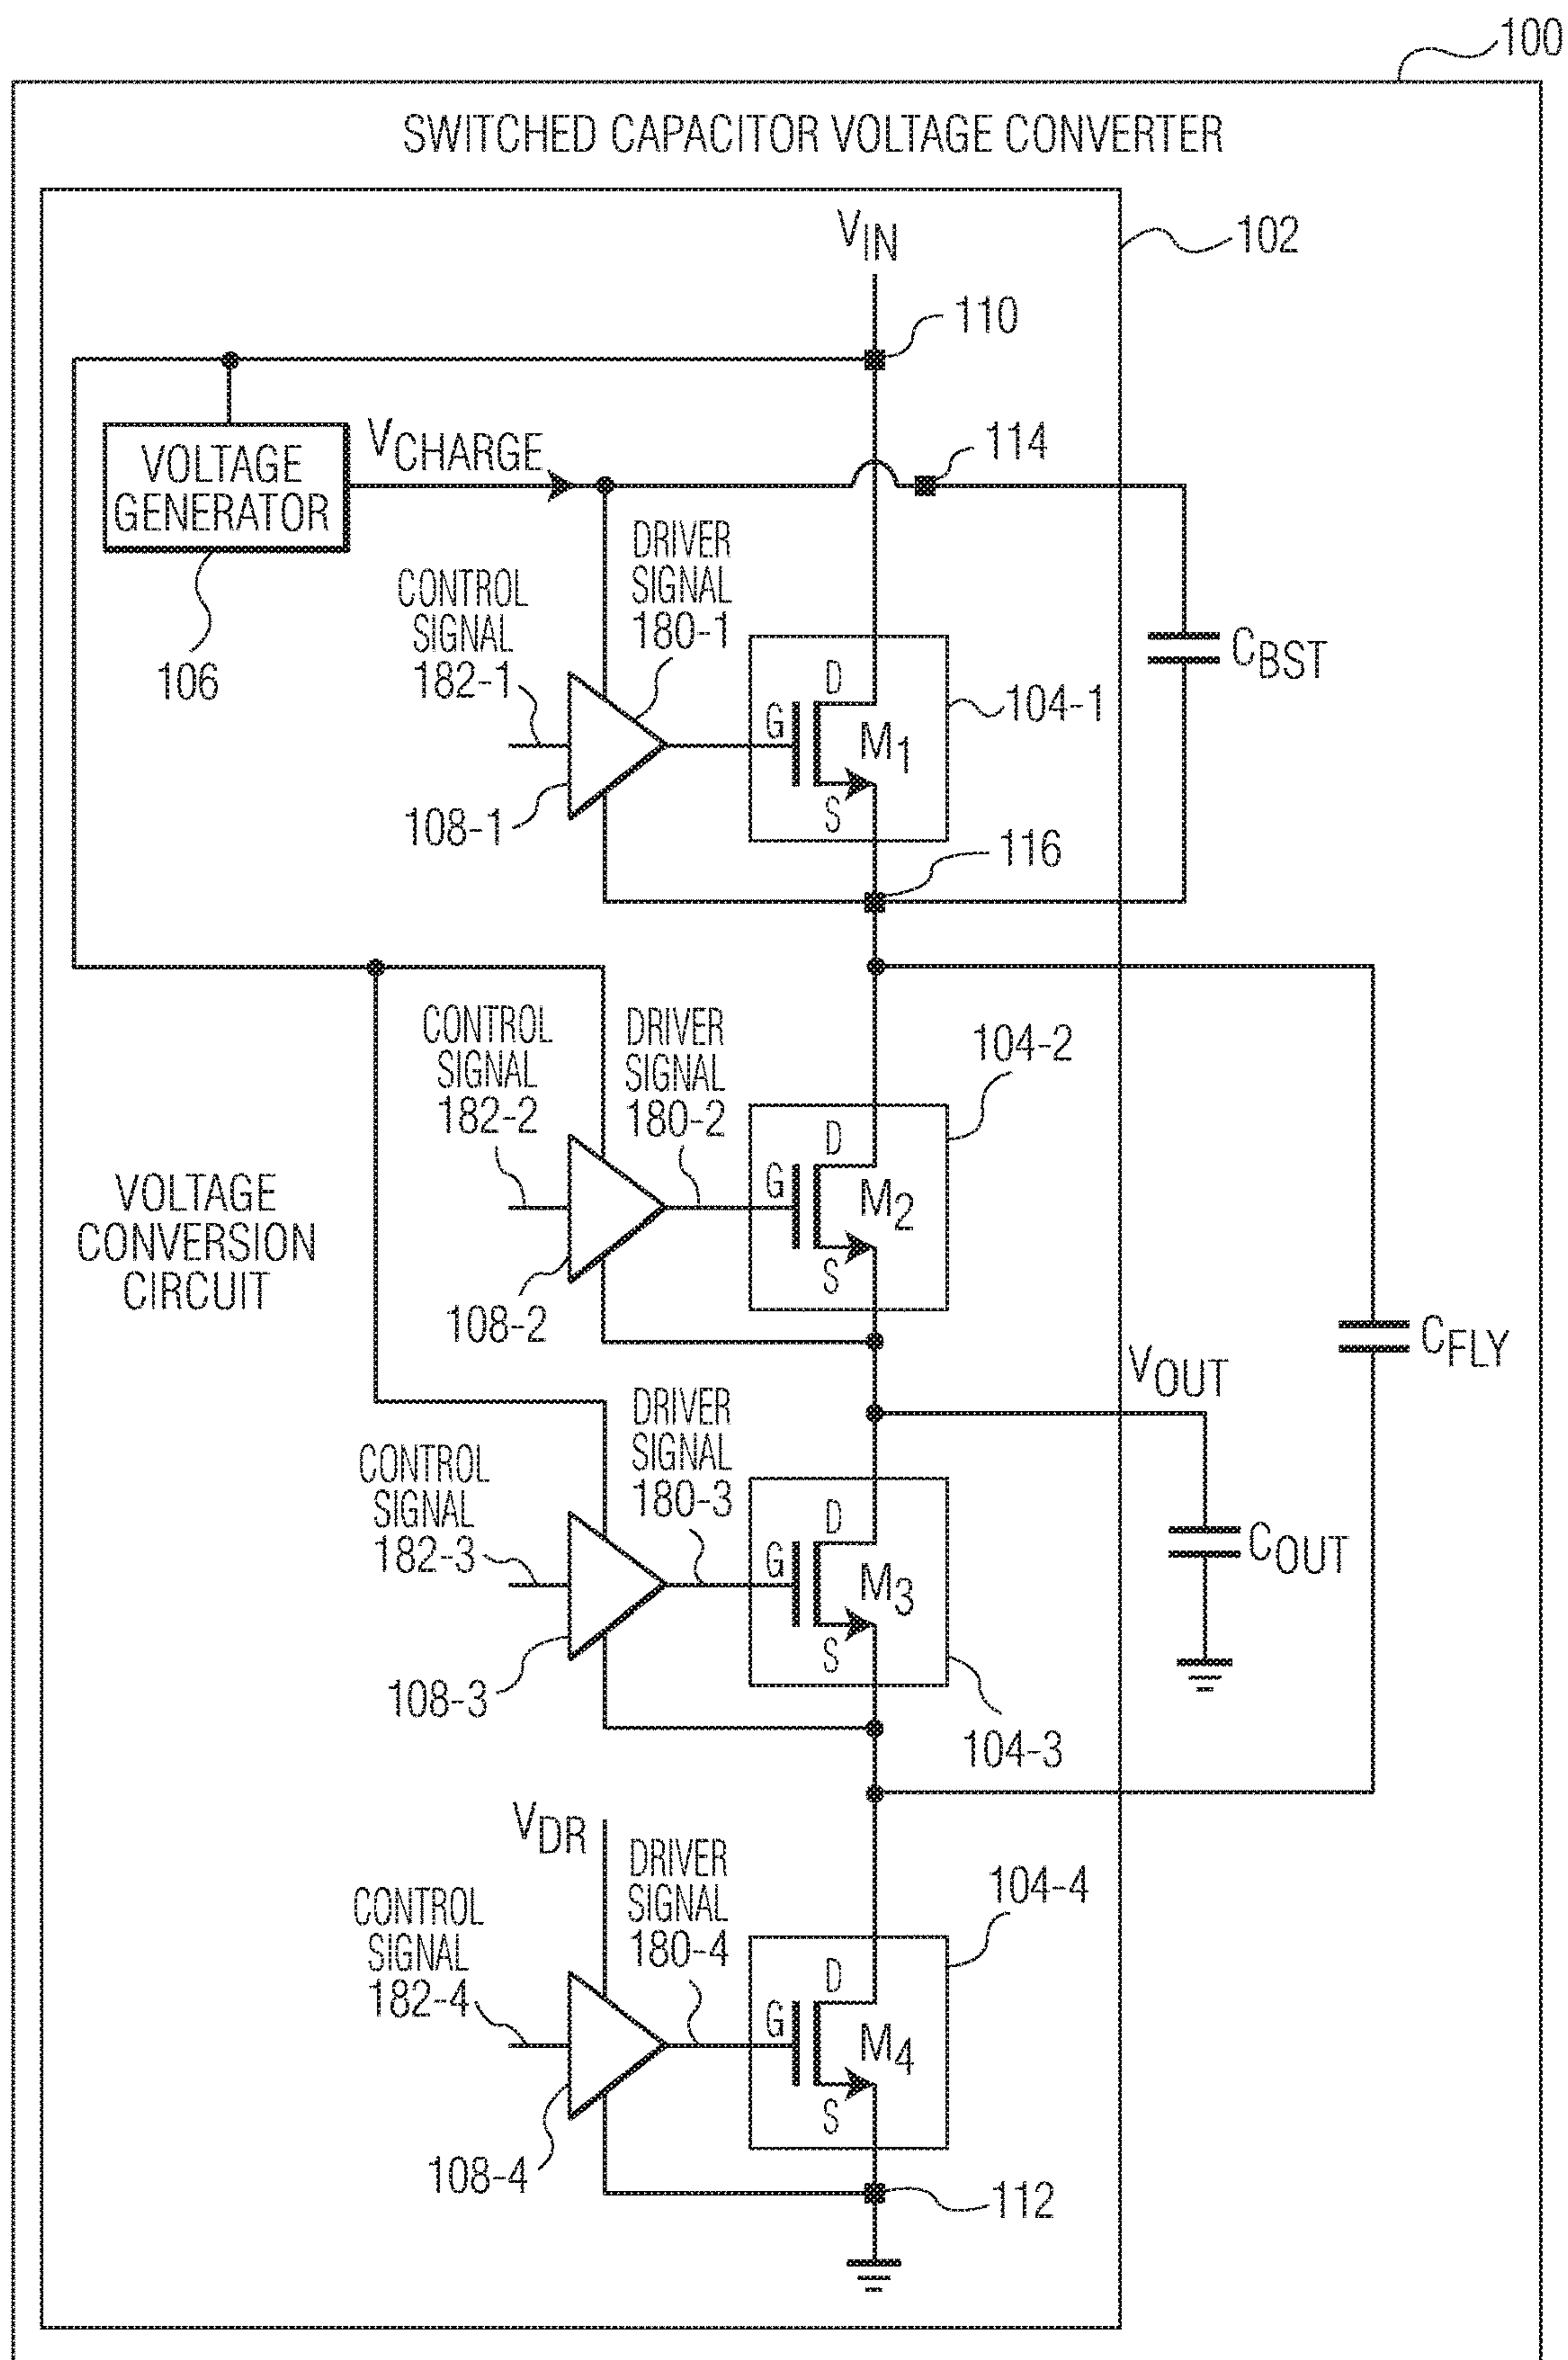 100
SWITCHED CAPACITOR VOLTAGE CONVERTER
VIN
102
110
VOLTAGE
GENERATOR
VCHARGE
114
106
CONTROL
SIGNAL
182-1
DRIVER
SIGNAL
180-1
D
G
M1
S
104-1
CBST
108-1
116
CONTROL
SIGNAL
182-2
DRIVER
SIGNAL
180-2
104-2
D
G
M2
S
108-2
VOLTAGE
CONVERSION
CIRCUIT
CFLY
VOUT
CONTROL
SIGNAL
182-3
DRIVER
SIGNAL
180-3
D
G
M3
S
COUT
108-3
104-3
VDR
CONTROL
SIGNAL
182-4
DRIVER
SIGNAL
180-4
104-4
D
G
M4
S
108-4
112